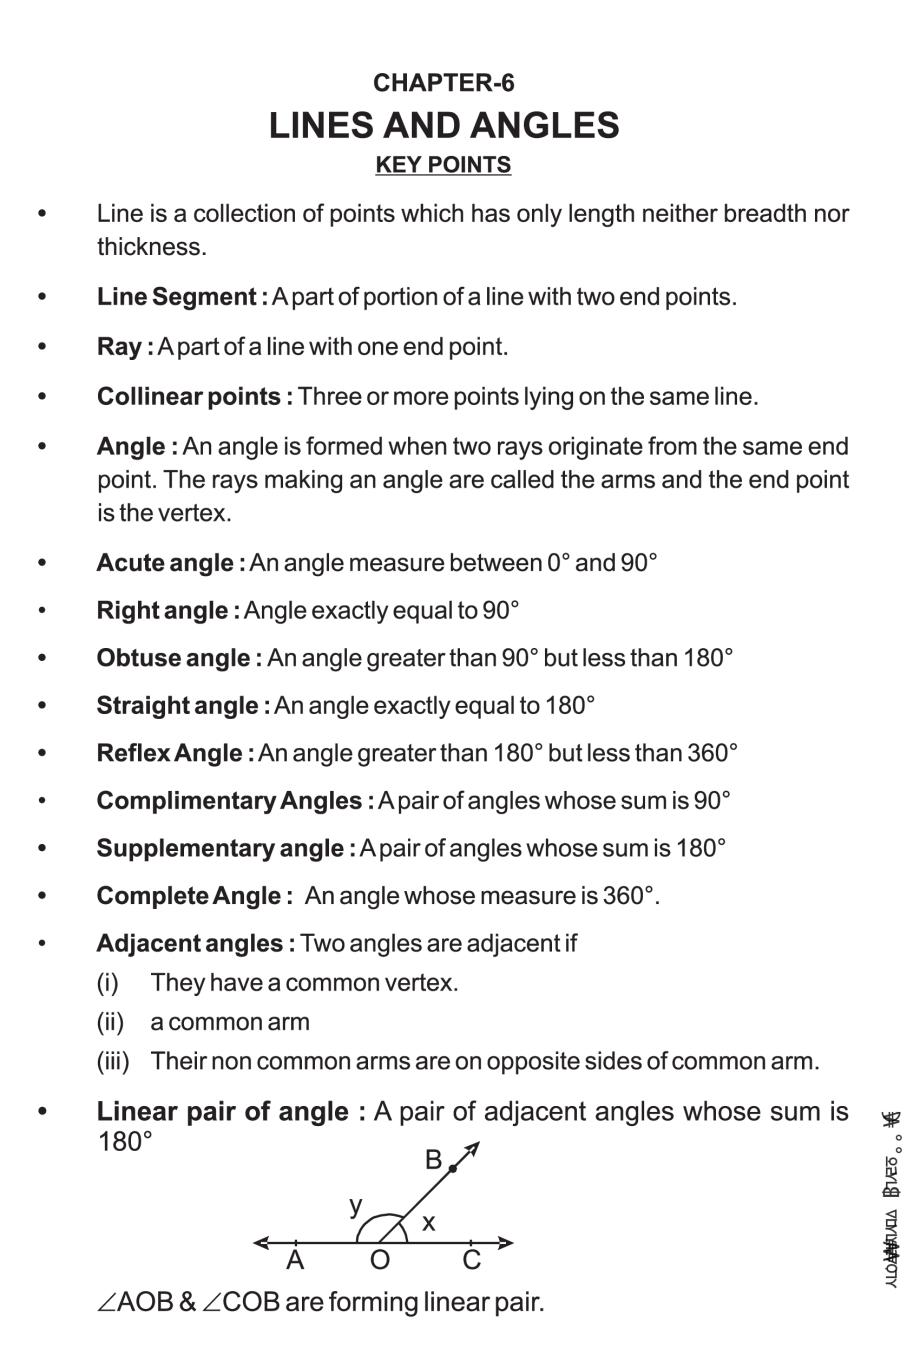 CHAPTER-6
LINES AND ANGLES
KEY POINTS
• Line is a collection of points which has only length neither breadth nor
thickness.
• Line Segment : A part of portion of a line with two end points.
• Ray : A part of a line with one end point.
• Collinear points : Three or more points lying on the same line.
• Angle : An angle is formed when two rays originate from the same end
point. The rays making an angle are called the arms and the end point
is the vertex.
• Acute angle : An angle measure between 0° and 90°
• Right angle : Angle exactly equal to 90°
• Obtuse angle : An angle greater than 90° but less than 180°
• Straight angle : An angle exactly equal to 180°
• Reflex Angle : An angle greater than 180° but less than 360°
• Complimentary Angles : A pair of angles whose sum is 90°
• Supplementary angle : A pair of angles whose sum is 180°
• Complete Angle : An angle whose measure is 360°.
• Adjacent angles : Two angles are adjacent if
(i) They have a common vertex.
(ii) a common arm
(iii) Their non common arms are on opposite sides of common arm.
• Linear pair of angle : A pair of adjacent angles whose sum is
180°
B
y
x
A O C
∠AOB & ∠COB are forming linear pair.